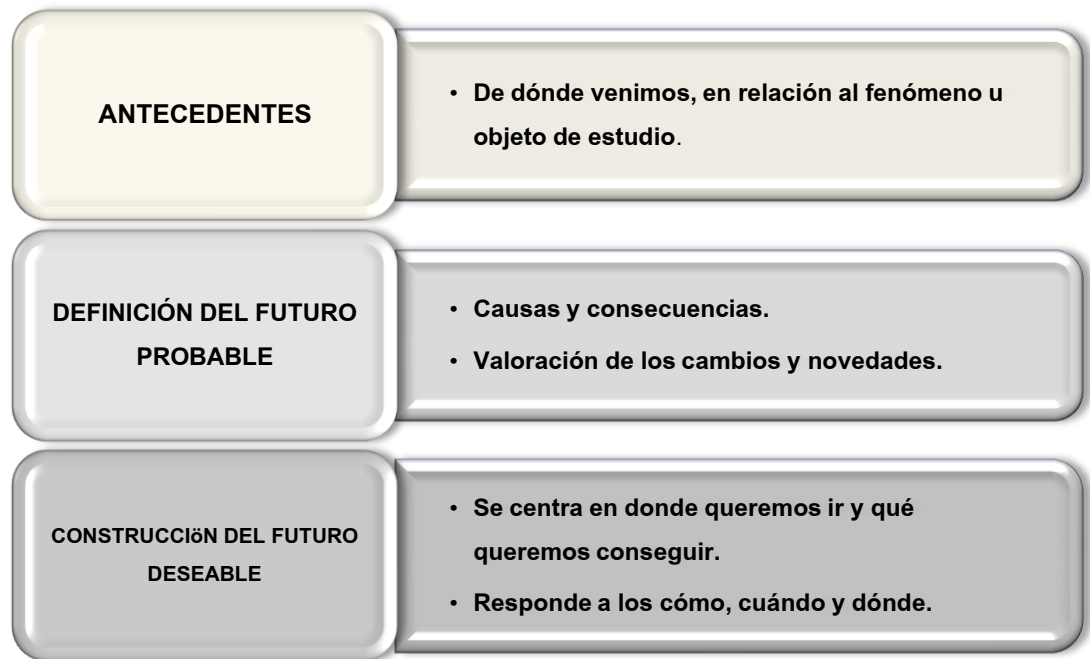 ANTECEDENTES
• De dónde venimos, en relación al fenómeno u
objeto de estudio.
DEFINICIÓN DEL FUTURO
PROBABLE
• Causas y consecuencias.
• Valoración de los cambios y novedades.
CONSTRUCCIöN DEL FUTURO
DESEABLE
• Se centra en donde queremos ir y qué
queremos conseguir.
• Responde a los cómo, cuándo y dónde.